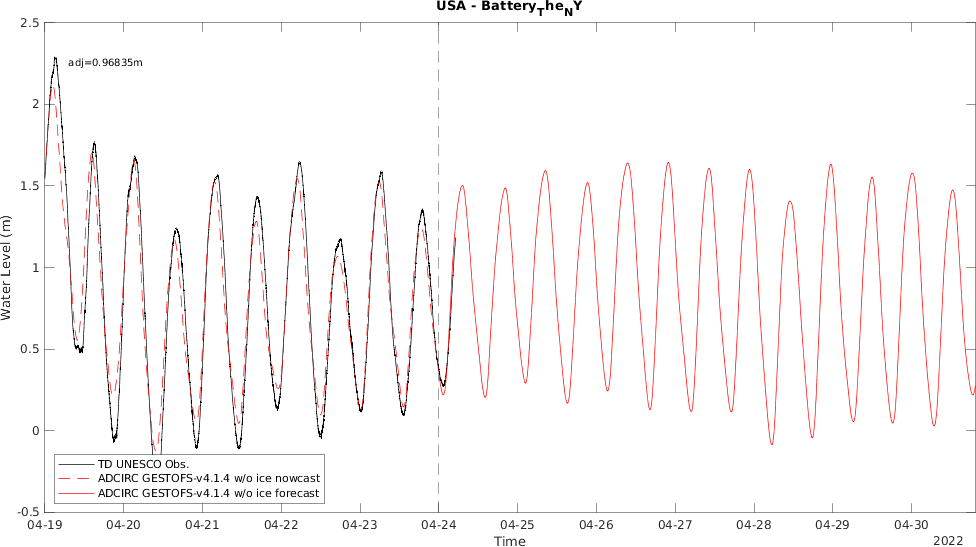 USA - Battery_The_NY
2.5
adj=0.96835m
2
1.5
Water Level (m)
1
0.5
0
TD UNESCO Obs.
ADCIRC GESTOFS-v4.1.4 w/o ice nowcast
ADCIRC GESTOFS-v4.1.4 w/o ice forecast
-0.5
04-19 04-20 04-21 04-22 04-23 04-24 04-25 04-26 04-27 04-28 04-29 04-30
Time
2022